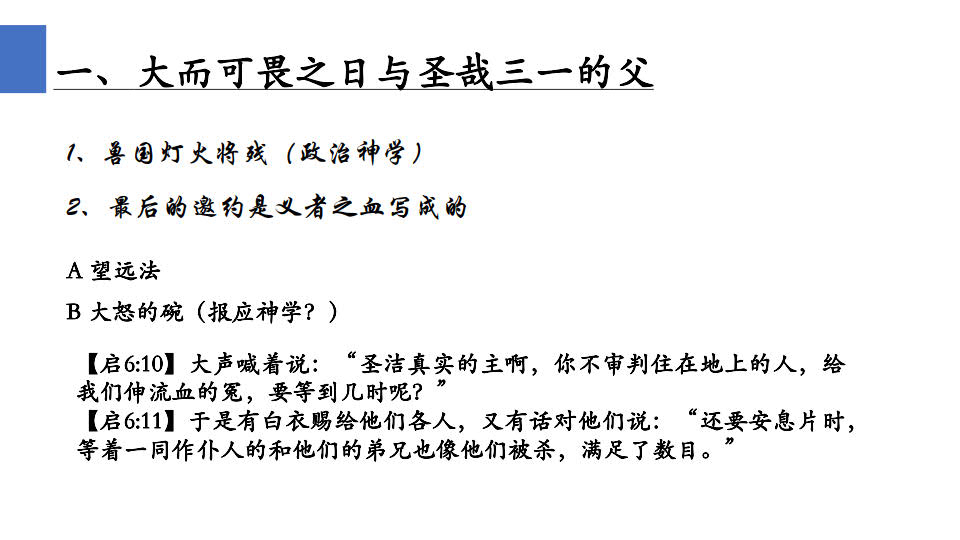 一、大而可畏之日与圣哉三一的父
1、兽国灯火将残（政治神学）
2、最后的邀约是义者之血写成的
A 望远法
B 大怒的碗（报应神学？）
【启6:10】大声喊着说：“圣洁真实的主啊，你不审判住在地上的人，给
我们伸流血的冤，要等到几时呢？”
【启6:11】于是有白衣赐给他们各人，又有话对他们说：“还要安息片时，
等着一同作仆人的和他们的弟兄也像他们被杀，满足了数目。”